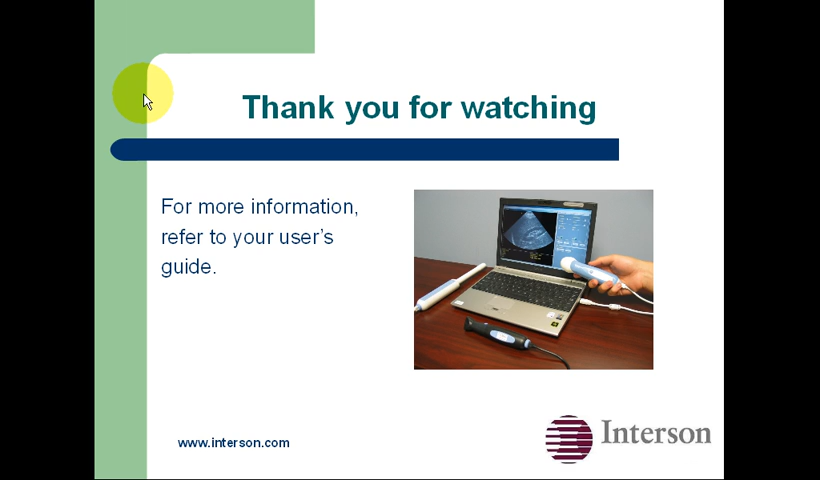 Thank you for watching
For more information,
refer to your user's
guide.
www.interson.com
Interson